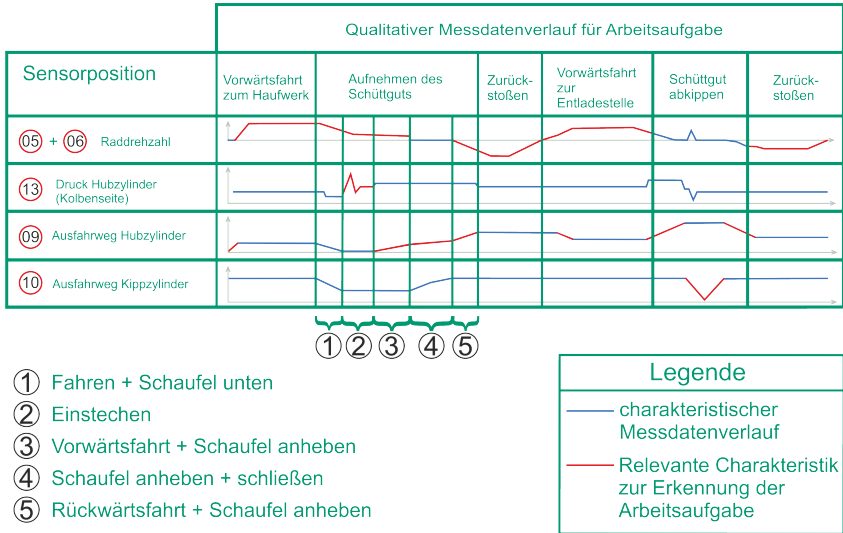 Qualitativer Messdatenverlauf für Arbeitsaufgabe
Sensorposition
Vorwärtsfahrt
zum Haufwerk
Aufnehmen des
Schüttguts
Zurück-
stoßen
Vorwärtsfahrt
zur
Entladestelle
Schüttgut
abkippen
Zurück-
stoßen
05 + 06 Raddrehzahl
13 Druck Hubzylinder
(Kolbenseite)
09 Ausfahrweg Hubzylinder
10 Ausfahrweg Kippzylinder
1 2 3 4 5
1 Fahren + Schaufel unten
2 Einstechen
3 Vorwärtsfahrt + Schaufel anheben
4 Schaufel anheben + schließen
5 Rückwärtsfahrt + Schaufel anheben
Legende
charakteristischer
Messdatenverlauf
Relevante Charakteristik
zur Erkennung der
Arbeitsaufgabe